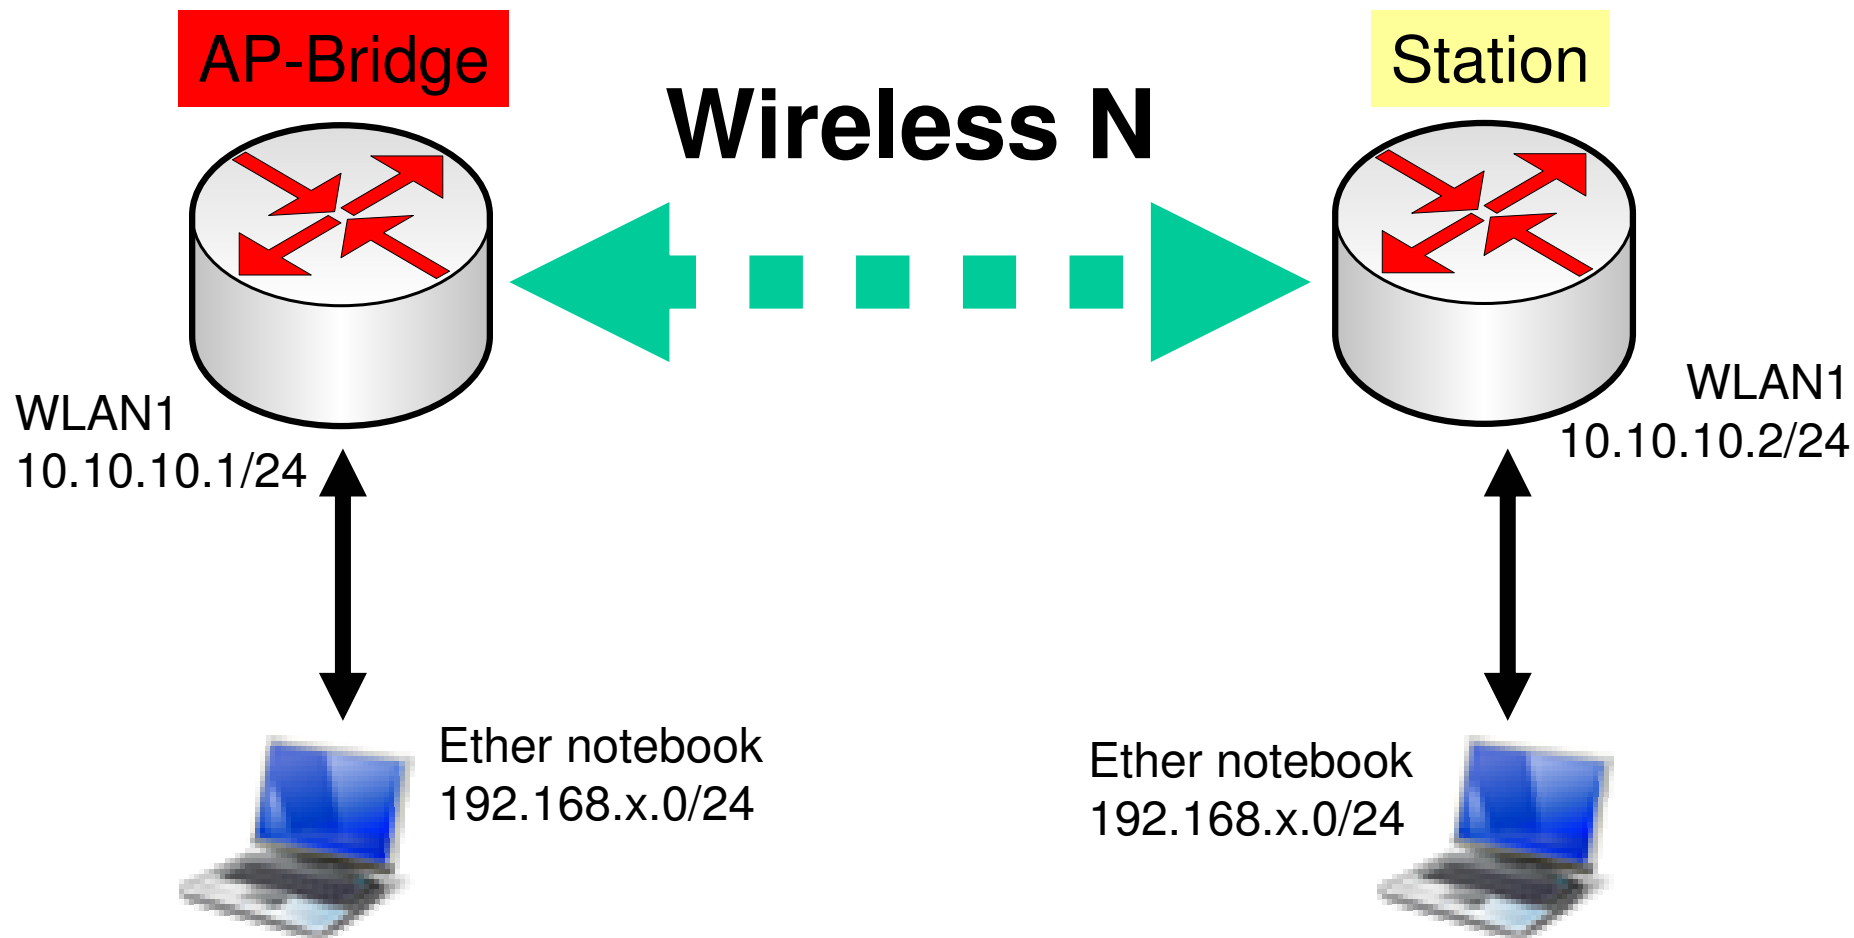 AP-Bridge
Station
Wireless N
WLAN1
10.10.10.1/24
WLAN1
10.10.10.2/24
Ether notebook
192.168.x.0/24
Ether notebook
192.168.x.0/24